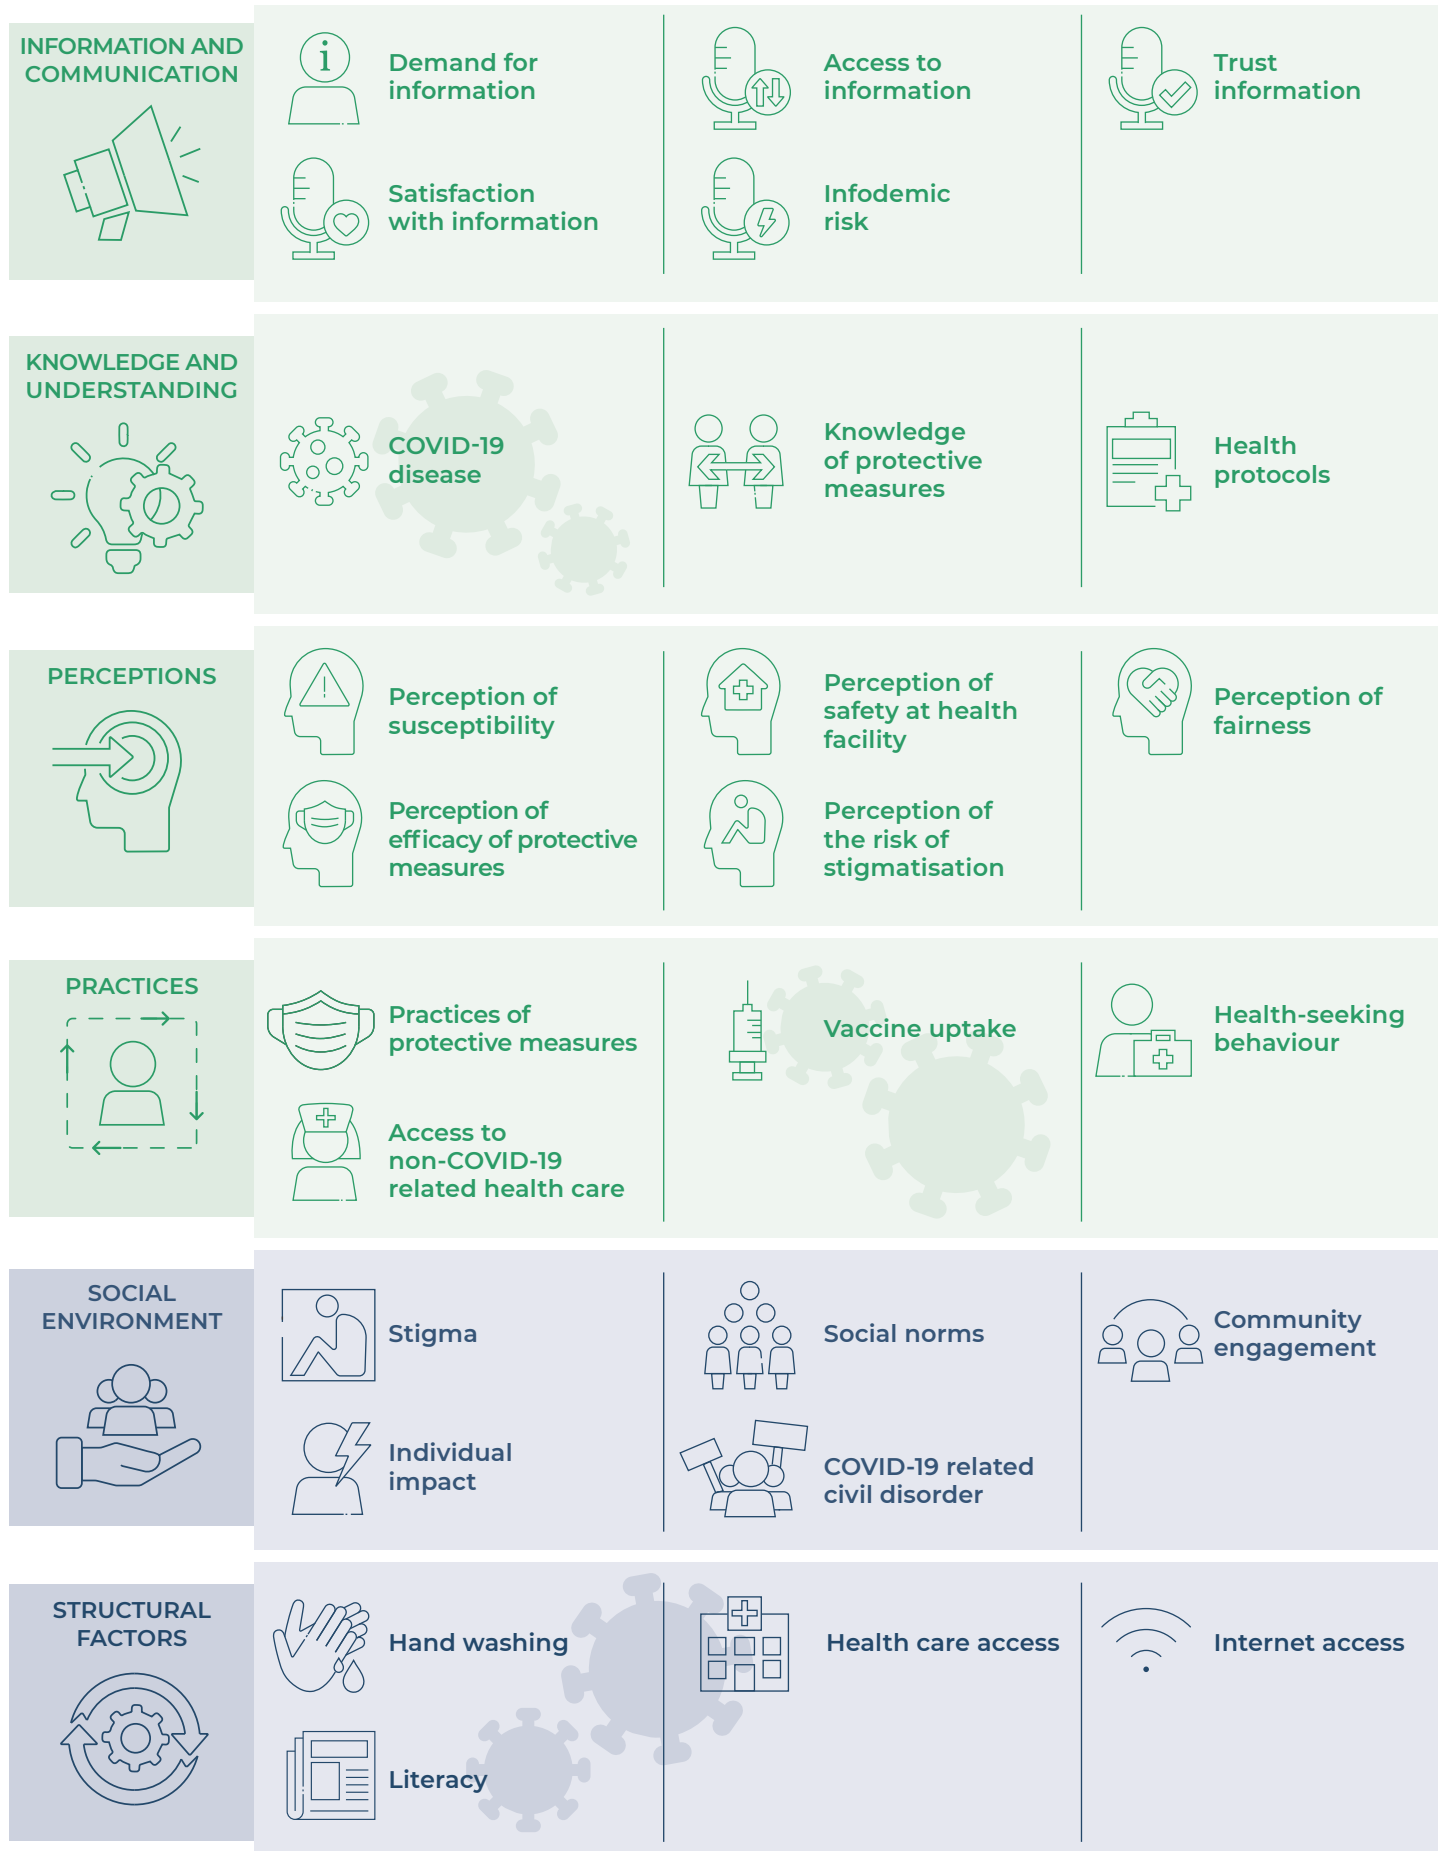 INFORMATION AND
COMMUNICATION
i
Demand for
information
Access to
information
Trust
information
Satisfaction
with information
Infodemic
risk
KNOWLEDGE AND
UNDERSTANDING
COVID-19
disease
Knowledge
of protective
measures
Health
protocols
PERCEPTIONS
Perception of
susceptibility
Perception of
safety at health
facility
Perception of
fairness
Perception of
efficacy of protective
measures
Perception of
the risk of
stigmatisation
PRACTICES
Practices of
protective measures
Vaccine uptake
Health-seeking
behaviour
Access to
non-COVID-19
related health care
SOCIAL
ENVIRONMENT
Stigma
Social norms
Community
engagement
Individual
impact
COVID-19 related
civil disorder
STRUCTURAL
FACTORS
Hand washing
Health care access
Internet access
Literacy